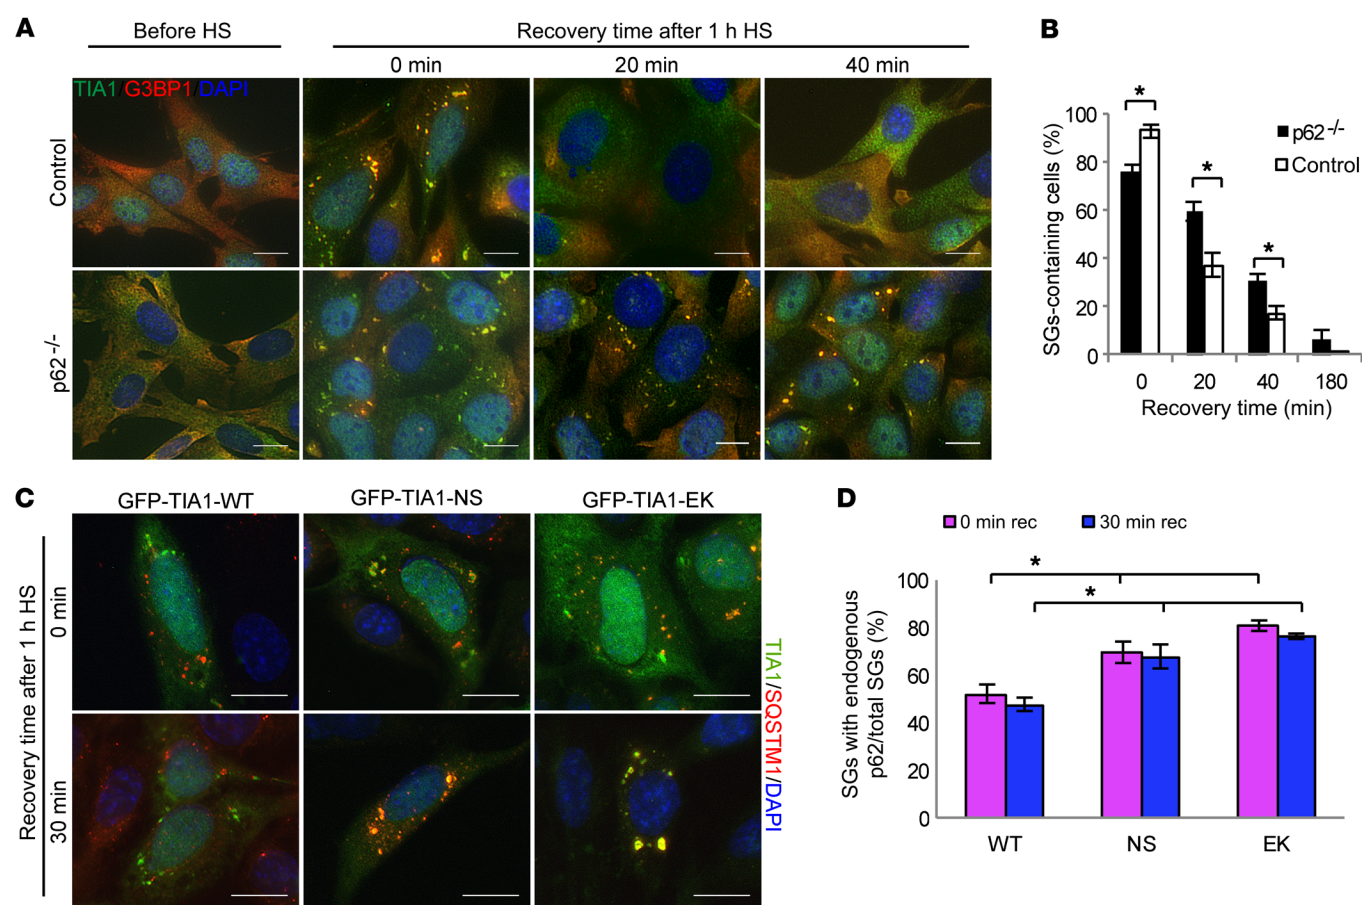 A
Before HS
Recovery time after 1 h HS
0 min
20 min
40 min
TIA1/G3BP1/DAPI
Control
p62-/-
B
SGs-containing cells (%)
100
80
60
40
20
0
p62-/-
Control
*
*
*
0
20
40
180
Recovery time (min)
C
GFP-TIA1-WT
GFP-TIA1-NS
GFP-TIA1-EK
Recovery time after 1 h HS
0 min
30 min
TIA1/SQSTM1/DAPI
D
0 min rec
30 min rec
SGs with endogenous
p62/total SGs (%)
100
80
60
40
20
0
*
*
WT
NS
EK